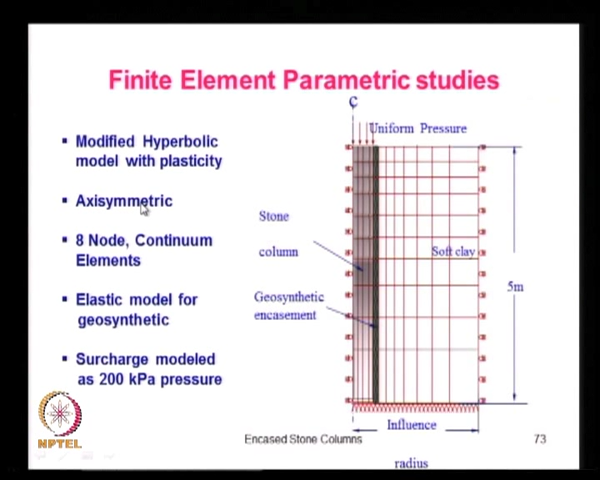 Finite Element Parametric studies
▪ Modified Hyperbolic
model with plasticity
▪ Axisymmetric
▪ 8 Node, Continuum
Elements
▪ Elastic model for
geosynthetic
▪ Surcharge modeled
as 200 kPa pressure
C
Uniform Pressure
Stone
column
Soft clay
Geosynthetic
encasement
5m
Influence
radius
NPTEL
Encased Stone Columns
73